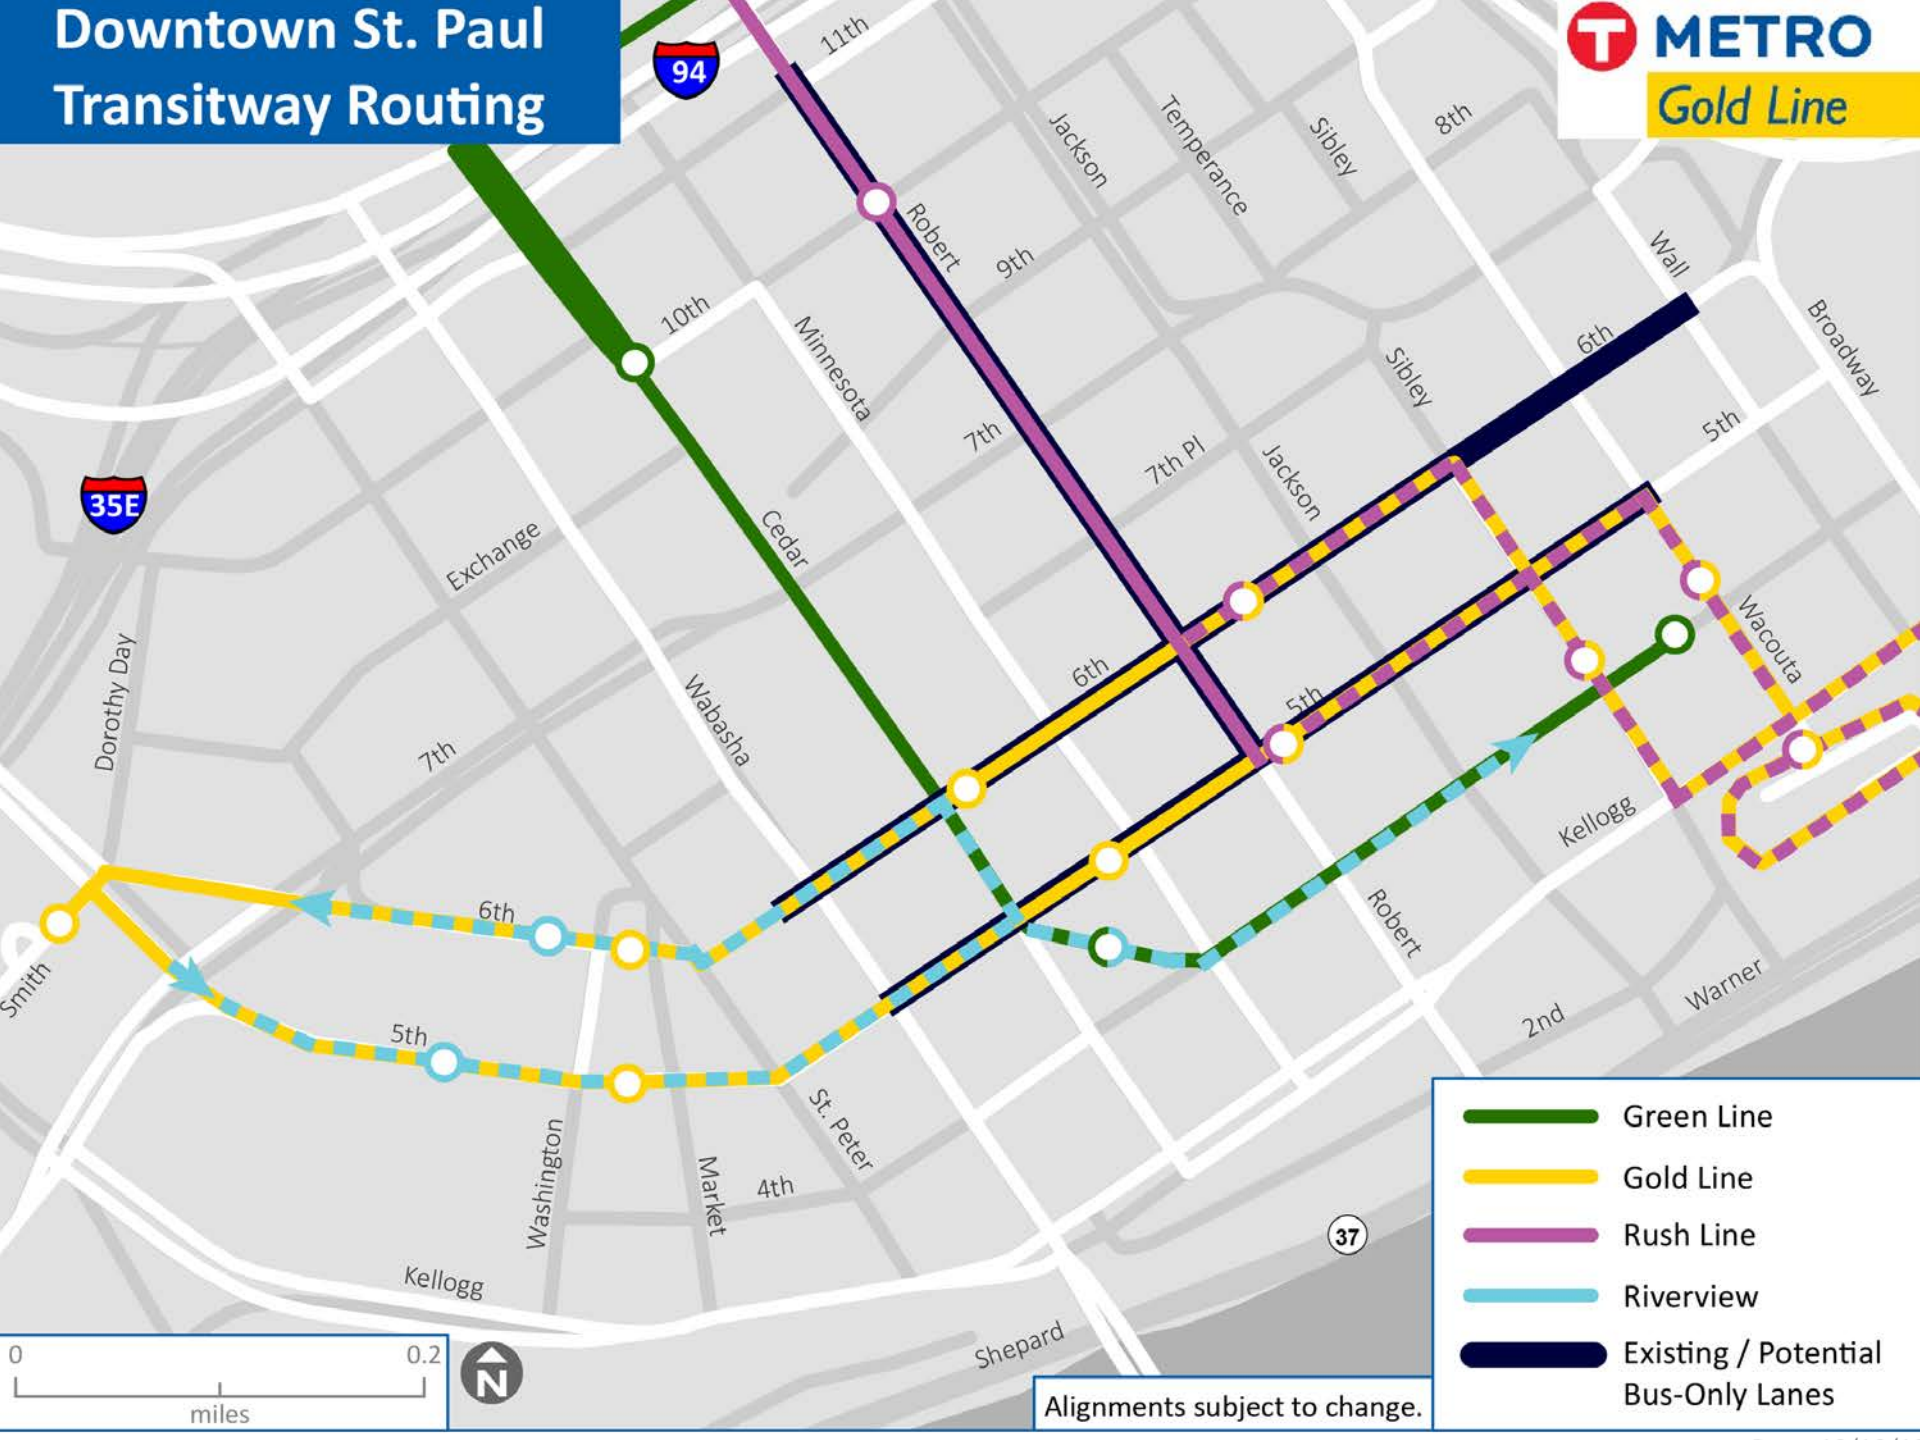 Downtown St. Paul
Transitway Routing
94
11th
T METRO
Gold Line
Jackson
Temperance
Sibley
8th
Robert
9th
Wall
10th
Minnesota
6th
Broadway
Sibley
5th
7th
7th Pl
Jackson
35E
Cedar
Exchange
Wacouta
Dorothy Day
6th
Wabasha
5th
7th
Kellogg
6th
Robert
Smith
5th
2nd
Warner
St. Peter
Washington
Market
4th
37
Kellogg
Shepard
Green Line
Gold Line
Rush Line
Riverview
Existing / Potential
Bus-Only Lanes
0 0.2
miles
N
Alignments subject to change.